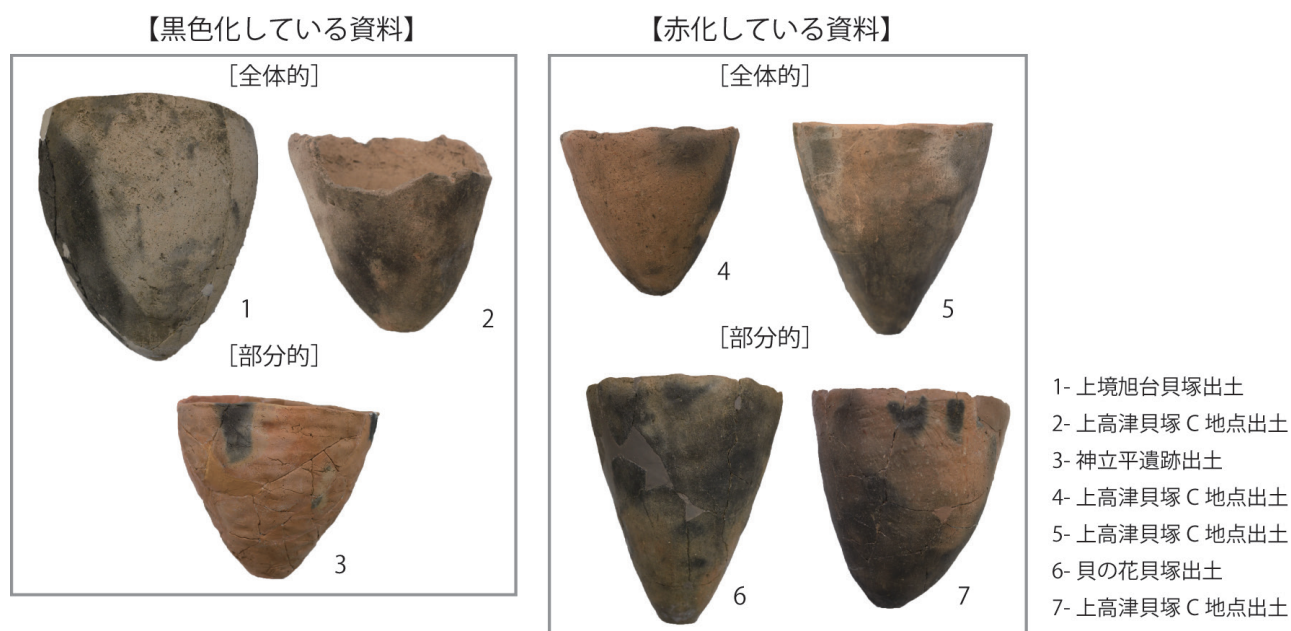 【黒色化している資料】
[全体的]
1
2
[部分的]
3
【赤化している資料】
[全体的]
4
5
[部分的]
6
7
1- 上境旭台貝塚出土
2- 上高津貝塚 C 地点出土
3- 神立平遺跡出土
4- 上高津貝塚 C 地点出土
5- 上高津貝塚 C 地点出土
6- 貝の花貝塚出土
7- 上高津貝塚 C 地点出土